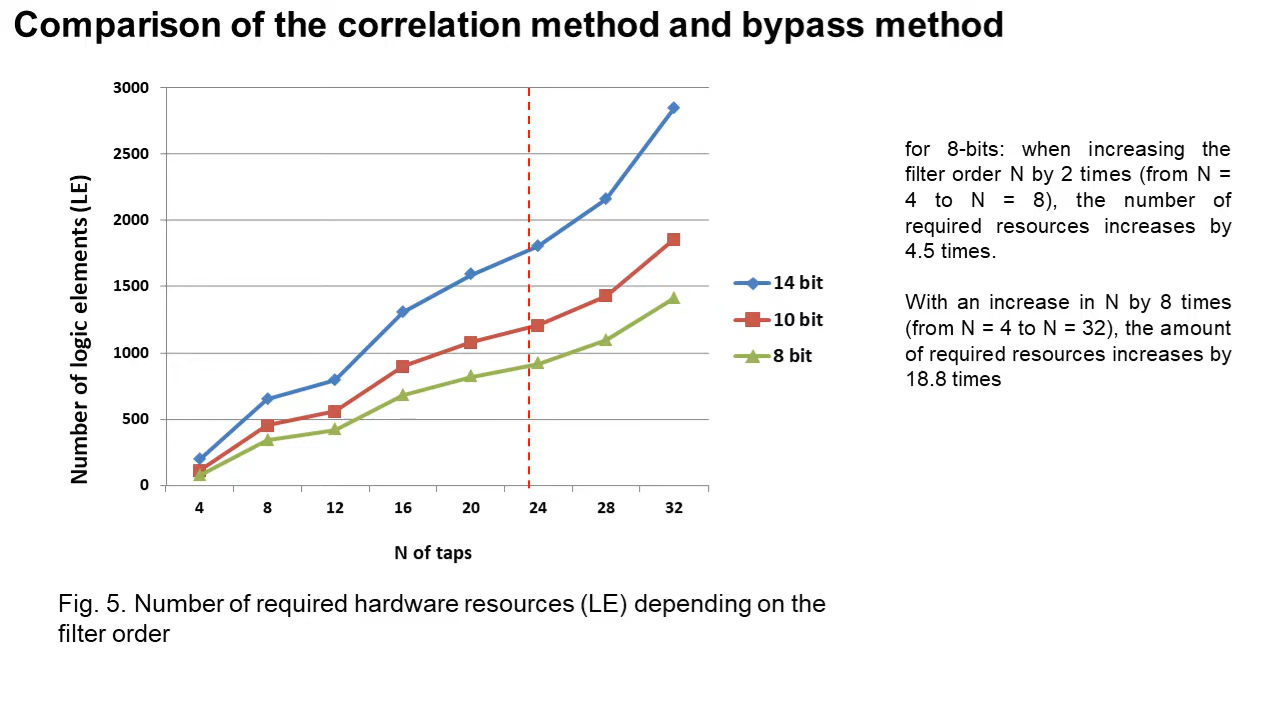 Comparison of the correlation method and bypass method
3000
2500
2000
1500
1000
500
0
Number of logic elements (LE)
4 8 12 16 20 24 28 32
N of taps
14 bit
10 bit
8 bit
for 8-bits: when increasing the
filter order N by 2 times (from N =
4 to N = 8), the number of
required resources increases by
4.5 times.
With an increase in N by 8 times
(from N = 4 to N = 32), the amount
of required resources increases by
18.8 times
Fig. 5. Number of required hardware resources (LE) depending on the
filter order